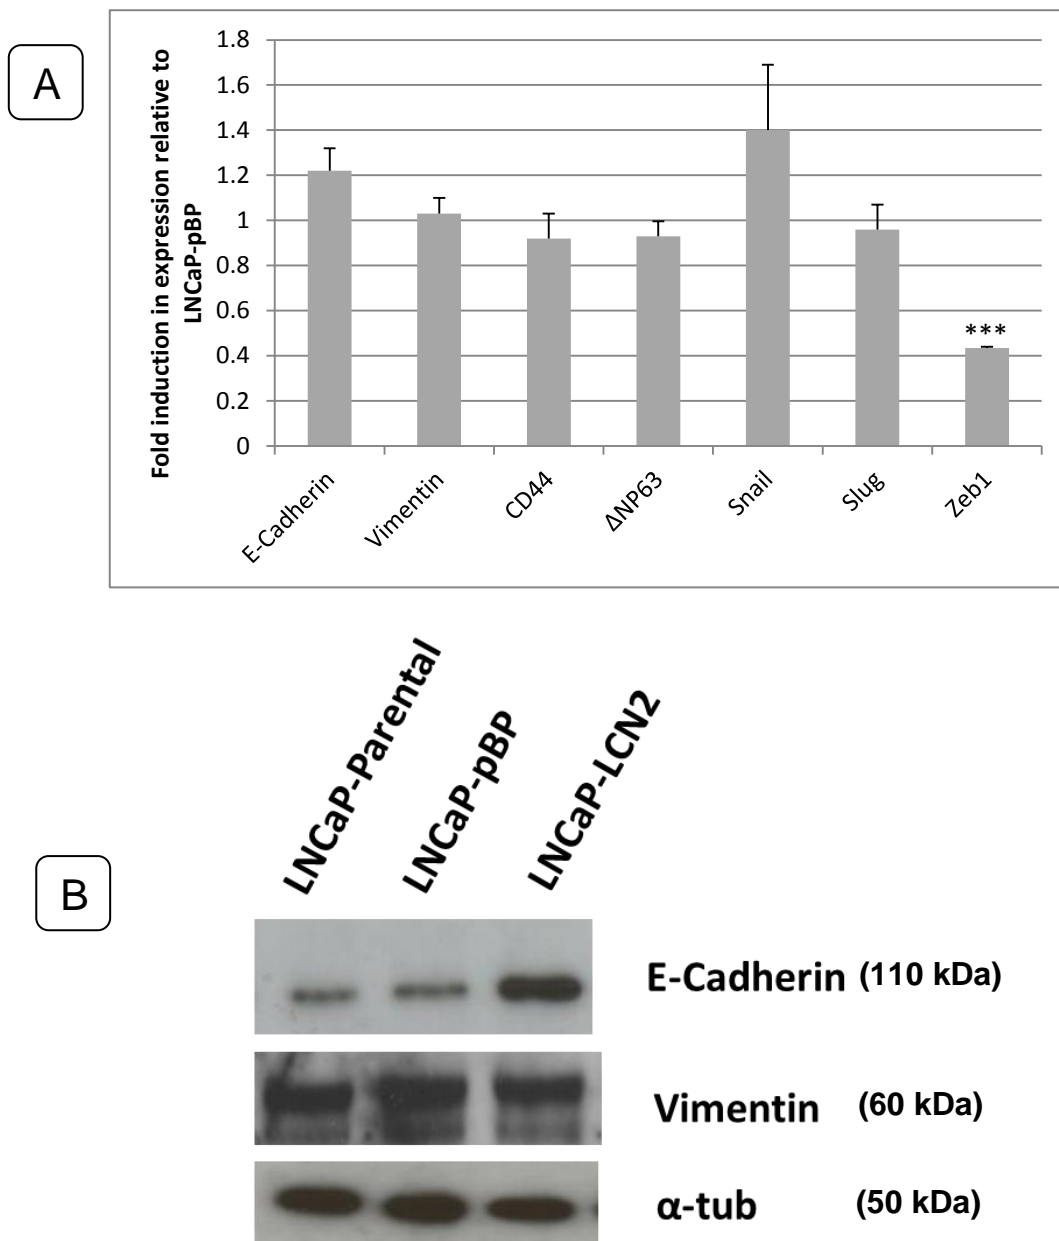 A
Fold induction in expression relative to
LNCaP-pBP
1.8
1.6
1.4
1.2
1
0.8
0.6
0.4
0.2
0
***
E-Cadherin
Vimentin
CD44
ΔNP63
Snail
Slug
Zeb1
B
LNCaP-Parental
LNCaP-pBP
LNCaP-LCN2
E-Cadherin (110 kDa)
Vimentin (60 kDa)
α-tub (50 kDa)